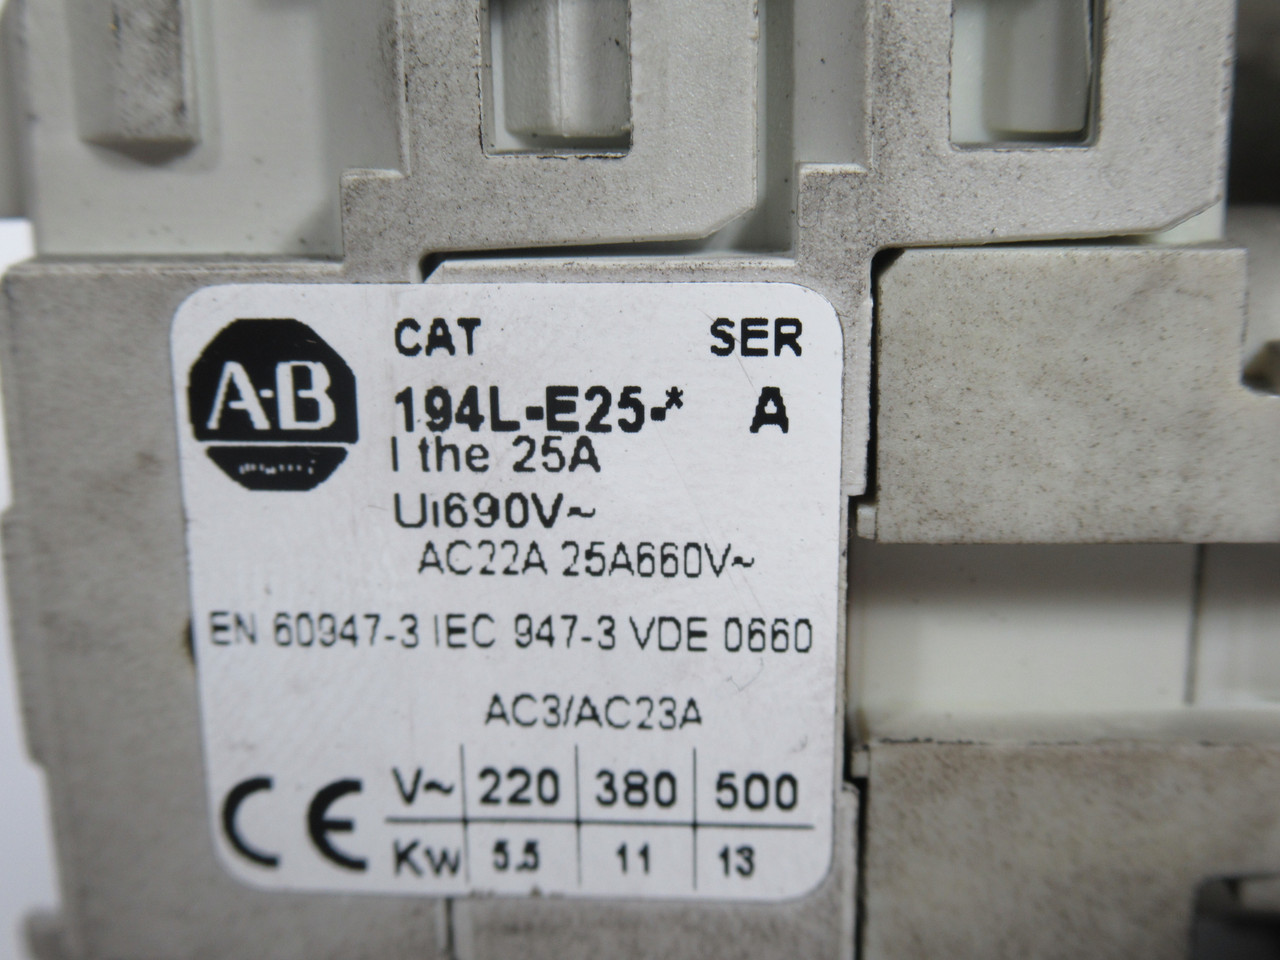 A-B
CAT SER
194L-E25-* A
I the 25A
Ui690V~
AC22A 25A660V~
EN 60947-3 IEC 947-3 VDE 0660
AC3/AC23A
CE
V~ 220 380 500
Kw 5.5 11 13